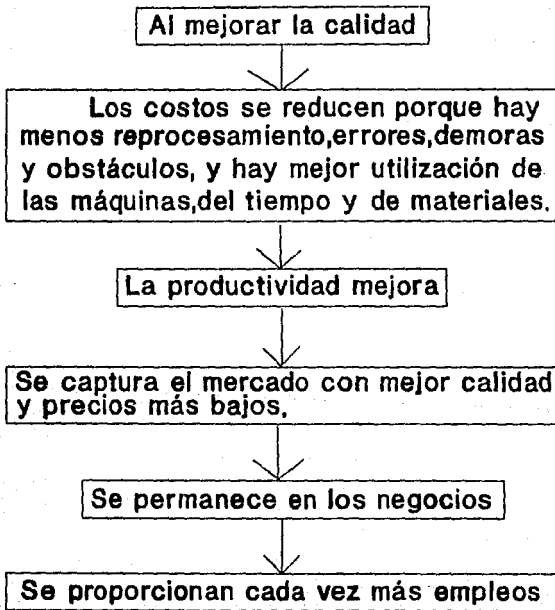 Al mejorar la calidad
Los costos se reducen porque hay
menos reprocesamiento,errores,demoras
y obstáculos, y hay mejor utilización de
las máquinas,del tiempo y de materiales.
La productividad mejora
Se captura el mercado con mejor calidad
y precios más bajos.
Se permanece en los negocios
Se proporcionan cada vez más empleos